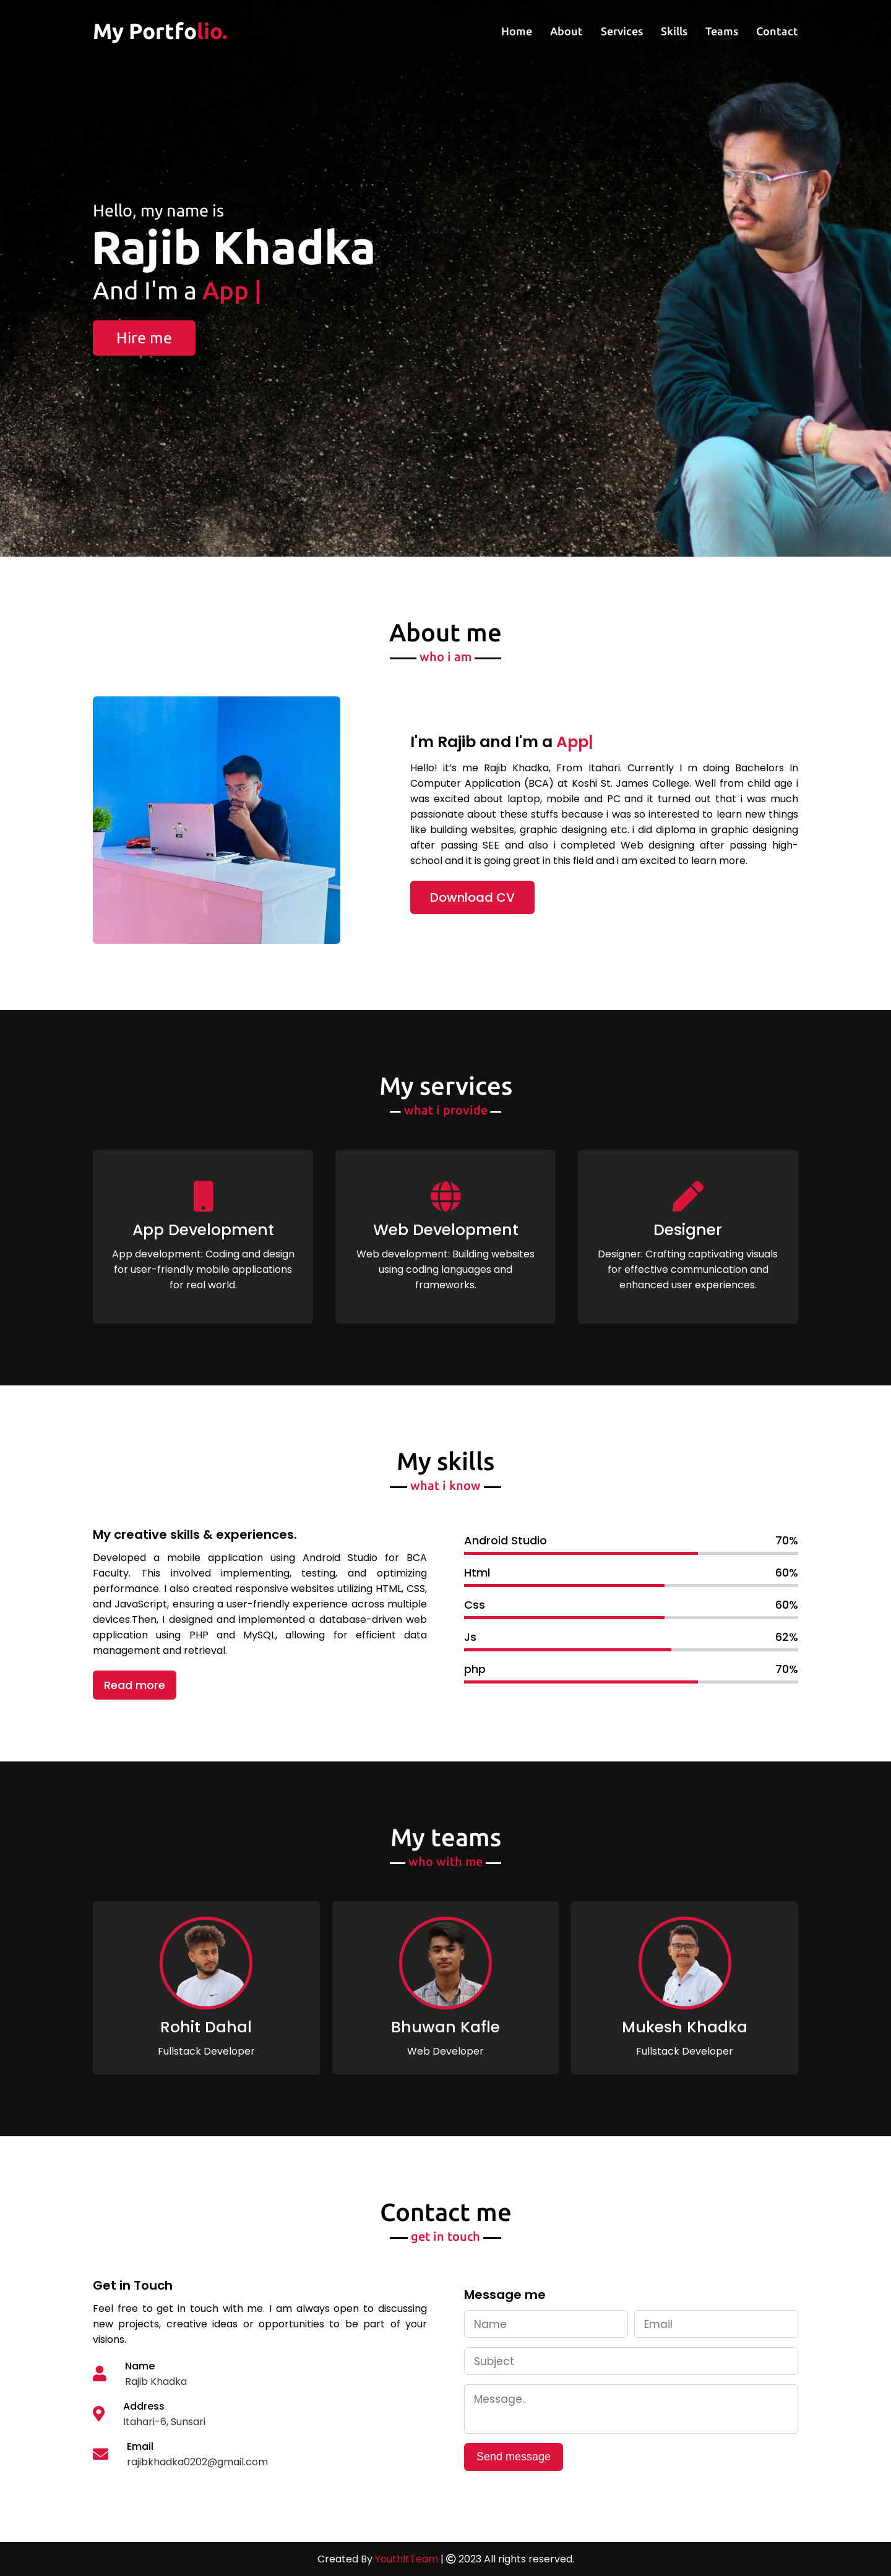 My Portfolio.
Home About Services Skills Teams Contact
Hello, my name is
Rajib Khadka
And I'm a App |
Hire me
About me
who i am
I'm Rajib and I'm a App|
Hello! it's me Rajib Khadka, From Itahari. Currently I m doing Bachelors In
Computer Application (BCA) at Koshi St. James College. Well from child age i
was excited about laptop, mobile and PC and it turned out that i was much
passionate about these stuffs because i was so interested to learn new things
like building websites, graphic designing etc. i did diploma in graphic designing
after passing SEE and also i completed Web designing after passing high-
school and it is going great in this field and i am excited to learn more.
Download CV
My services
what i provide
App Development
App development: Coding and design
for user-friendly mobile applications
for real world.
Web Development
Web development: Building websites
using coding languages and
frameworks.
Designer
Designer: Crafting captivating visuals
for effective communication and
enhanced user experiences.
My skills
what i know
My creative skills & experiences.
Developed a mobile application using Android Studio for BCA
Faculty. This involved implementing, testing, and optimizing
performance. I also created responsive websites utilizing HTML, CSS,
and JavaScript, ensuring a user-friendly experience across multiple
devices.Then, I designed and implemented a database-driven web
application using PHP and MySQL, allowing for efficient data
management and retrieval.
Read more
Android Studio 70%
Html 60%
Css 60%
Js 62%
php 70%
My teams
who with me
Rohit Dahal
Fullstack Developer
Bhuwan Kafle
Web Developer
Mukesh Khadka
Fullstack Developer
Contact me
get in touch
Get in Touch
Feel free to get in touch with me. I am always open to discussing
new projects, creative ideas or opportunities to be part of your
visions.
Name
Rajib Khadka
Address
Itahari-6, Sunsari
Email
rajibkhadka0202@gmail.com
Message me
Name Email
Subject
Message..
Send message
Created By YouthItTeam | © 2023 All rights reserved.